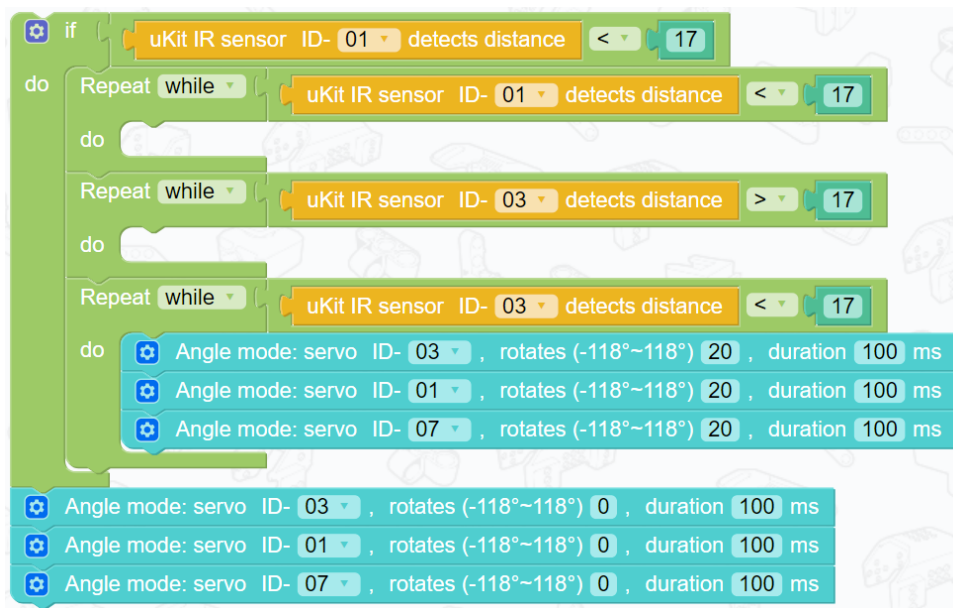 if uKit IR sensor ID- 01 detects distance < 17
do Repeat while uKit IR sensor ID- 01 detects distance < 17
do
Repeat while uKit IR sensor ID- 03 detects distance > 17
do
Repeat while uKit IR sensor ID- 03 detects distance < 17
do Angle mode: servo ID- 03 , rotates (-118°~118°) 20 , duration 100 ms
Angle mode: servo ID- 01 , rotates (-118°~118°) 20 , duration 100 ms
Angle mode: servo ID- 07 , rotates (-118°~118°) 20 , duration 100 ms
Angle mode: servo ID- 03 , rotates (-118°~118°) 0 , duration 100 ms
Angle mode: servo ID- 01 , rotates (-118°~118°) 0 , duration 100 ms
Angle mode: servo ID- 07 , rotates (-118°~118°) 0 , duration 100 ms